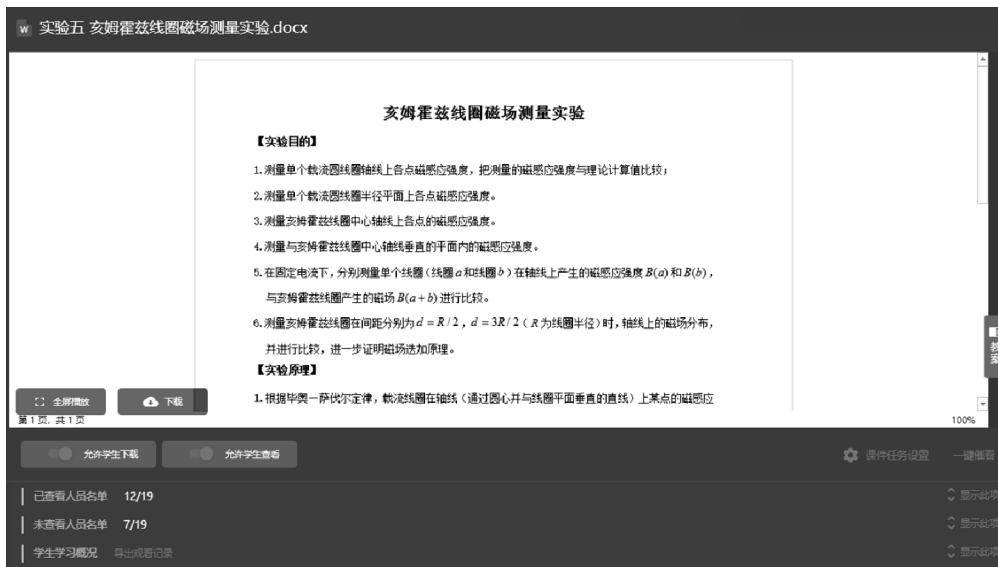 W 实验五 亥姆霍兹线圈磁场测量实验.docx
亥姆霍兹线圈磁场测量实验
【实验目的】
1.测量单个载流圆线圈轴线上各点磁感应强度，把测量的磁感应强度与理论计算值比较；
2.测量单个载流圆线圈半径平面上各点磁感应强度。
3.测量亥姆霍兹线圈中心轴线上各点的磁感应强度。
4.测量与亥姆霍兹线圈中心轴线垂直的平面内的磁感应强度。
5.在固定电流下，分别测量单个线圈（线圈a和线圈b）在轴线上产生的磁感应强度B(a)和B(b)，
与亥姆霍兹线圈产生的磁场B(a+b)进行比较。
6.测量亥姆霍兹线圈在间距分别为d=R/2，d=3R/2（R为线圈半径）时，轴线上的磁场分布，
并进行比较，进一步证明磁场迭加原理。
【实验原理】
1.根据毕奥一萨伐尔定律，载流线圈在轴线（通过圆心并与线圈平面垂直的直线）上某点的磁感应
教案
全屏播放 下载
第1页, 共1页 100%
允许学生下载 允许学生查看 课件任务设置 一键催看
已查看人员名单 12/19 显示此项
未查看人员名单 7/19 显示此项
学生学习概况 导出观看记录 显示此项